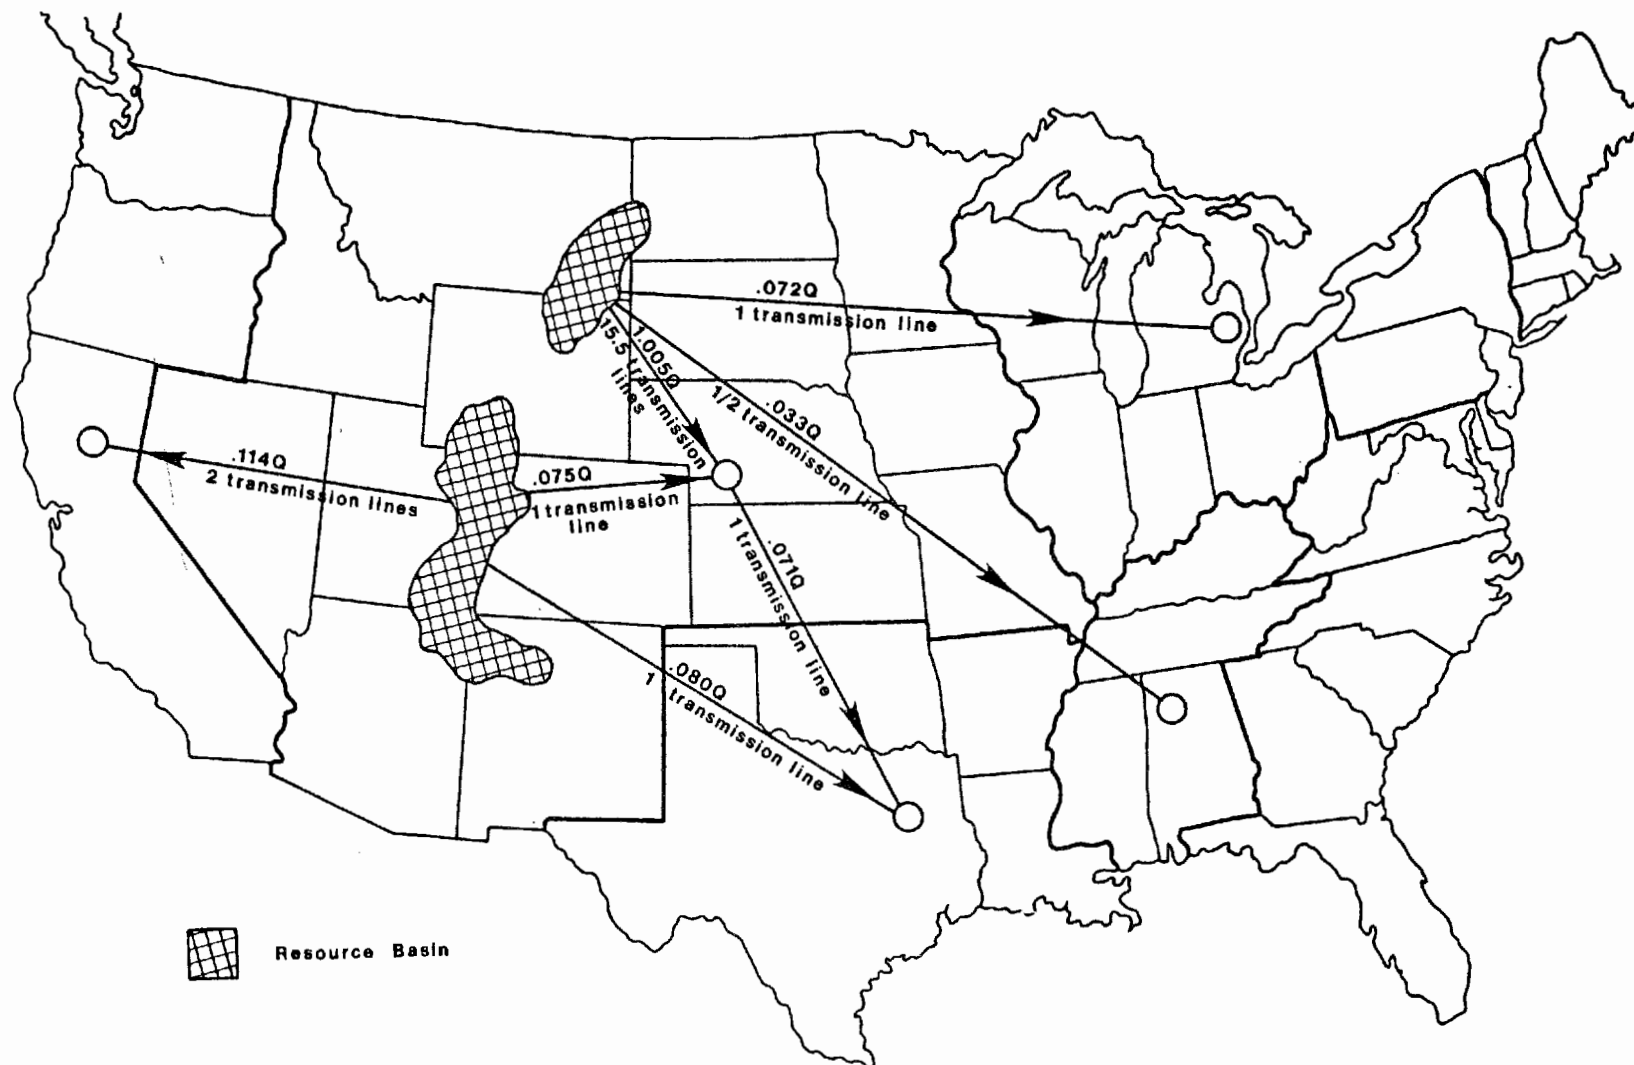 .072Q
1 transmission line
1.005Q
15.5 transmission
lines
.033Q
1/2 transmission line
.114Q
2 transmission lines
.075Q
1 transmission
line
.071Q
1 transmission line
.080Q
1 transmission line
Resource Basin